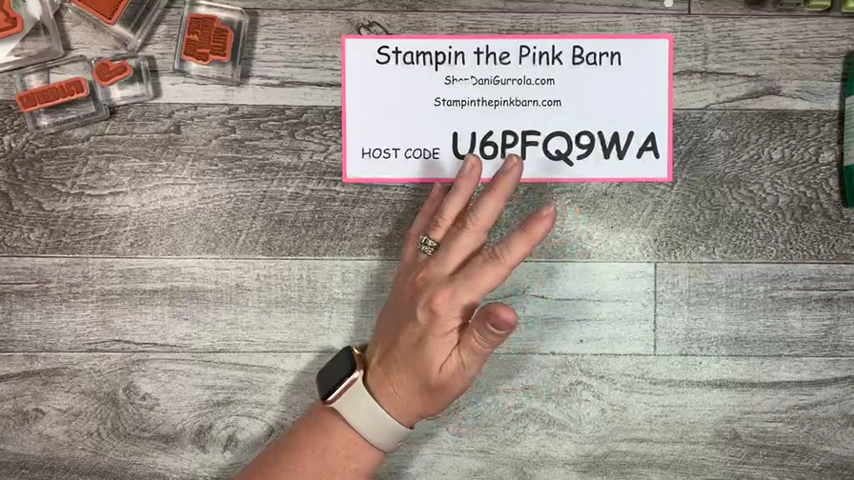 Stampin the Pink Barn
ShopDaniGurrola.com
Stampinthepinkbarn.com
HOST CODE U6PFQ9WA